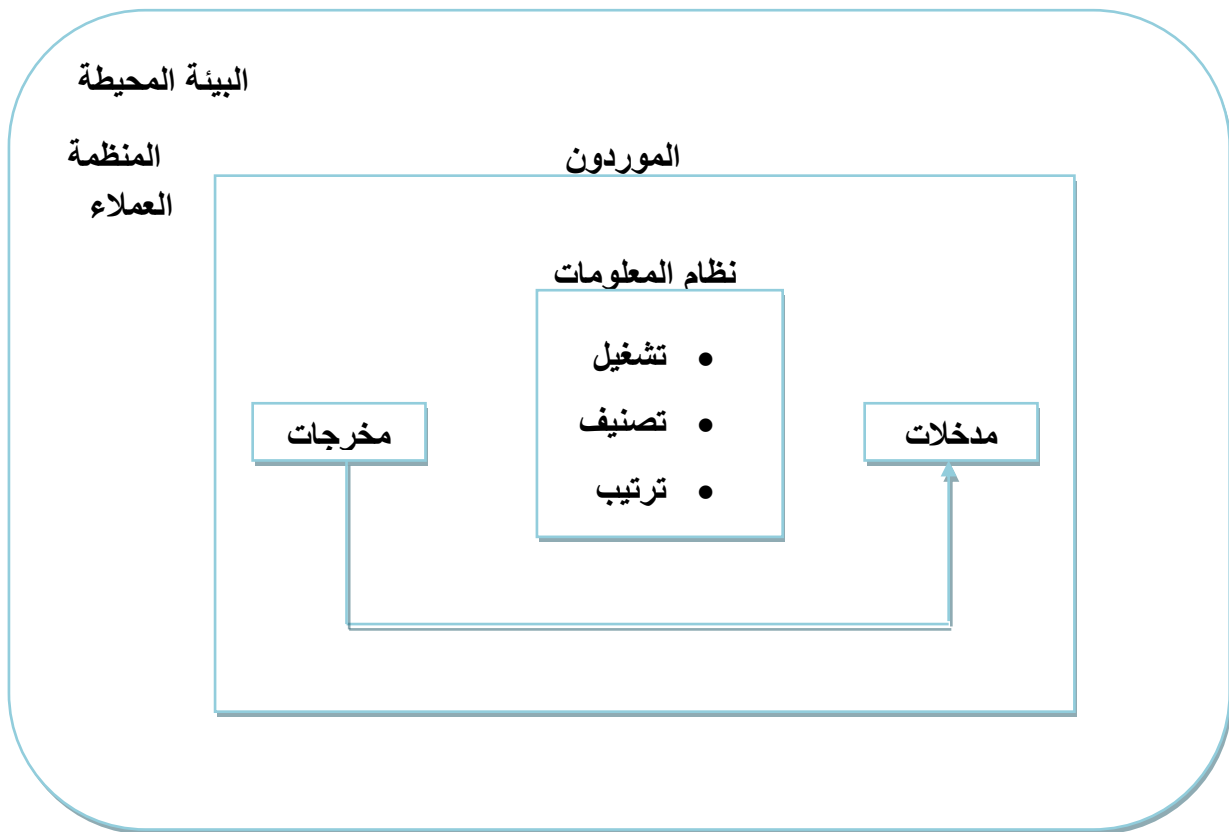 البيئة المحيطة
الموردون
المنظمة
العملاء
نظام المعلومات
• تشغيل
• تصنيف
• ترتيب
مدخلات
مخرجات